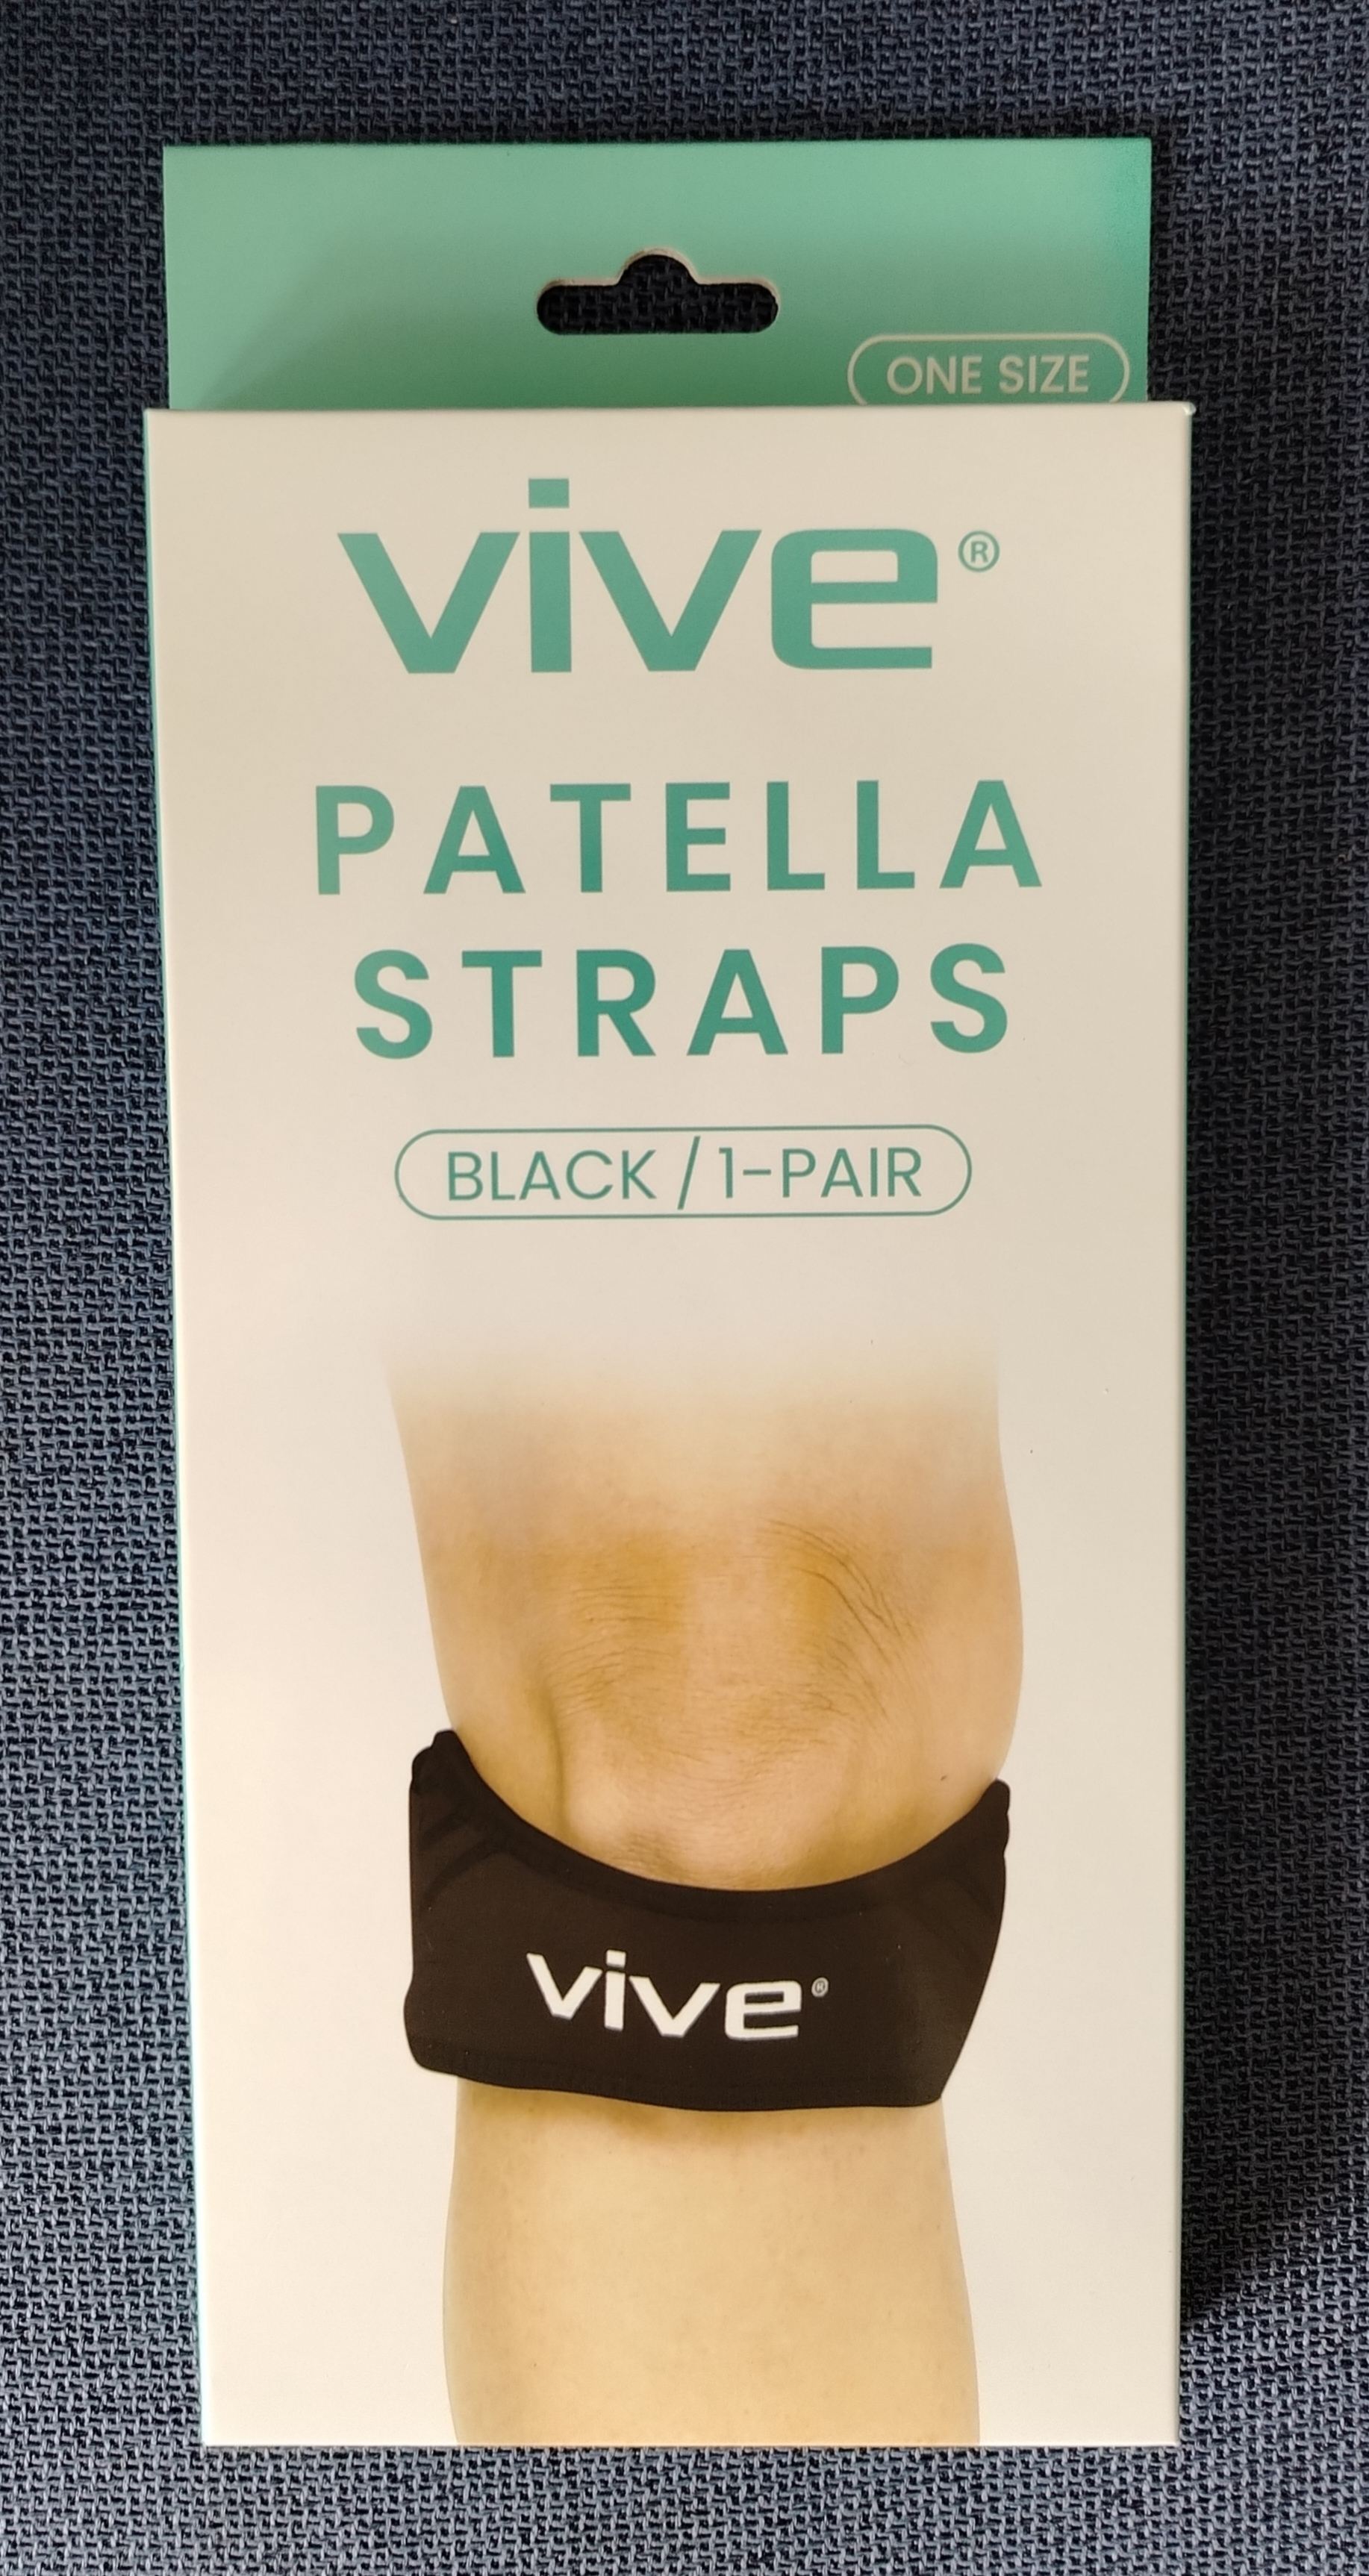 ONE SIZE
vive®
PATELLA
STRAPS
BLACK / 1-PAIR
vive®